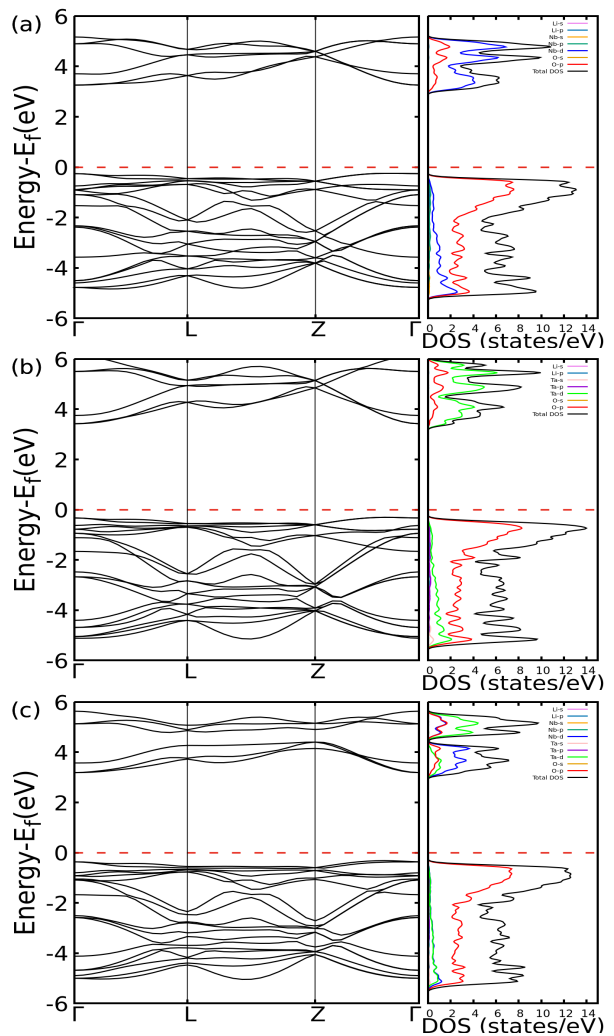 (a)
Energy-E_f(eV)
6
4
2
0
-2
-4
-6
Γ L Z Γ
Li-s
Li-p
Nb-s
Nb-p
Nb-d
O-s
O-p
Total DOS
0 2 4 6 8 10 12 14
DOS (states/eV)
(b)
Energy-E_f(eV)
6
4
2
0
-2
-4
-6
Γ L Z Γ
Li-s
Li-p
Ta-s
Ta-p
Ta-d
O-s
O-p
Total DOS
0 2 4 6 8 10 12 14
DOS (states/eV)
(c)
Energy-E_f(eV)
6
4
2
0
-2
-4
-6
Γ L Z Γ
Li-s
Li-p
Nb-s
Nb-p
Nb-d
Ta-s
Ta-p
Ta-d
O-s
O-p
Total DOS
0 2 4 6 8 10 12 14
DOS (states/eV)